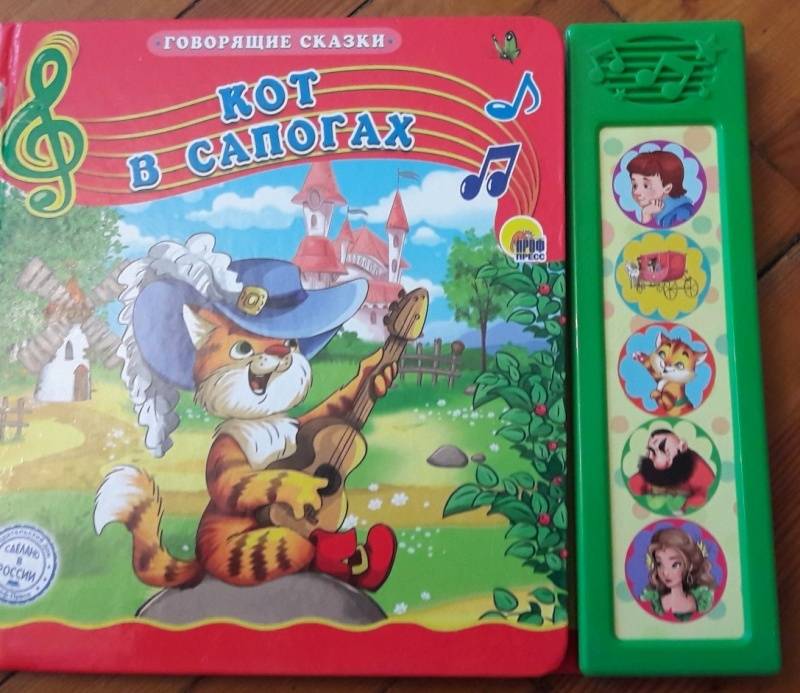 ГОВОРЯЩИЕ СКАЗКИ
КОТ
В САПОГАХ
ПРОФ
ПРЕСС
СДЕЛАНО
В
РОССИИ